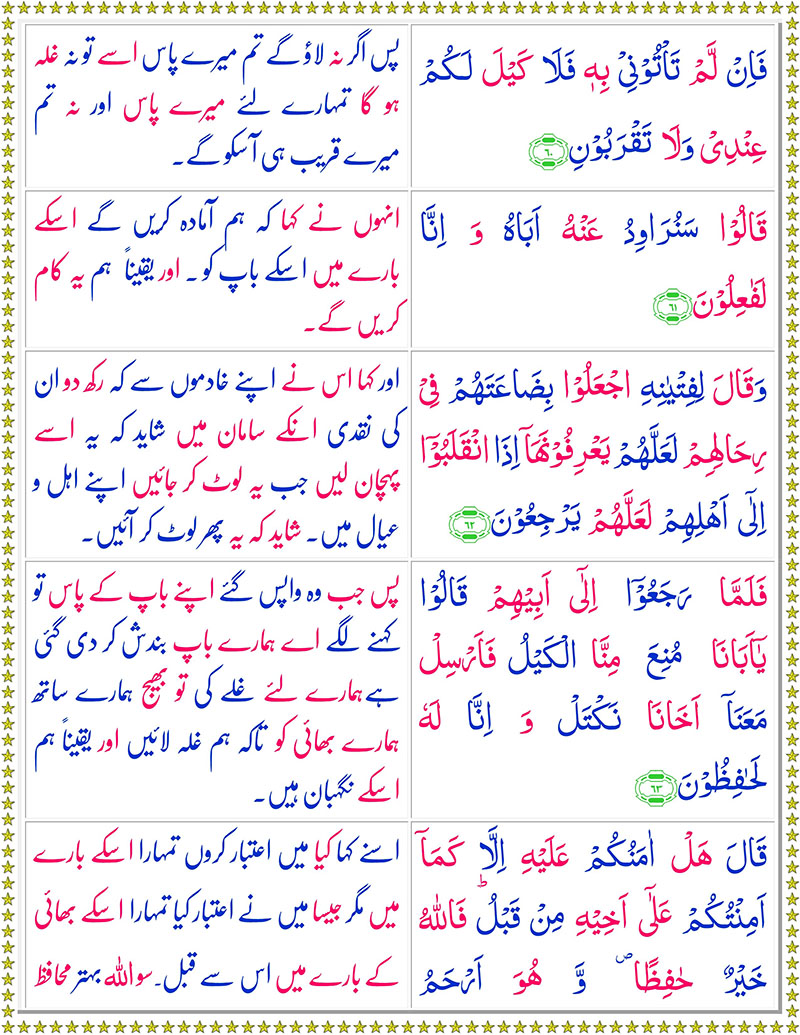 فَاِنْ لَّمْ تَاْتُوْنِیْ بِهٖ فَلَا كَیْلَ لَكُمْ
عِنْدِیْ وَلَا تَقْرَبُوْنِ ٦٠
پس اگر نہ لاؤ گے تم میرے پاس اسے تو نہ غلہ
ہو گا تمہارے لئے میرے پاس اور نہ تم
میرے قریب ہی آسکو گے۔
قَالُوْا سَنُرَاوِدُ عَنْهُ اَبَاهُ وَ اِنَّا
لَفٰعِلُوْنَ ٦١
انہوں نے کہا کہ ہم آمادہ کریں گے اسکے
بارے میں اسکے باپ کو۔ اور یقیناً ہم یہ کام
کریں گے۔
وَقَالَ لِفِتْیٰنِهِ اجْعَلُوْا بِضَاعَتَهُمْ فِیْ
رِحَالِهِمْ لَعَلَّهُمْ یَعْرِفُوْنَهَاۤ اِذَا انْقَلَبُوْۤا
اِلٰۤی اَهْلِهِمْ لَعَلَّهُمْ یَرْجِعُوْنَ ٦٢
اور کہا اس نے اپنے خادموں سے کہ رکھ دو ان
کی نقدی انکے سامان میں شاید کہ یہ اسے
پہچان لیں جب یہ لوٹ کر جائیں اپنے اہل و
عیال میں۔ شاید کہ یہ پھر لوٹ کر آئیں۔
فَلَمَّا رَجَعُوْۤا اِلٰۤی اَبِیْهِمْ قَالُوْا
یٰۤاَبَانَا مُنِعَ مِنَّا الْكَیْلُ فَاَرْسِلْ
مَعَنَاۤ اَخَانَا نَكْتَلْ وَ اِنَّا لَهٗ
لَحٰفِظُوْنَ ٦٣
پس جب وہ واپس گئے اپنے باپ کے پاس تو
کہنے لگے اے ہمارے باپ بندش کر دی گئی
ہے ہمارے لئے غلے کی تو بھیج ہمارے ساتھ
ہمارے بھائی کو تاکہ ہم غلہ لائیں اور یقیناً ہم
اسکے نگہبان ہیں۔
قَالَ هَلْ اٰمَنُكُمْ عَلَیْهِ اِلَّا كَمَاۤ
اَمِنْتُكُمْ عَلٰۤی اَخِیْهِ مِنْ قَبْلُؕ فَاللّٰهُ
خَیْرٌ حٰفِظًا۪ وَّ هُوَ اَرْحَمُ
اسنے کہا کیا میں اعتبار کروں تمہارا اسکے بارے
میں مگر جیسا میں نے اعتبار کیا تمہارا اسکے بھائی
کے بارے میں اس سے قبل۔ سو اللہ بہتر محافظ